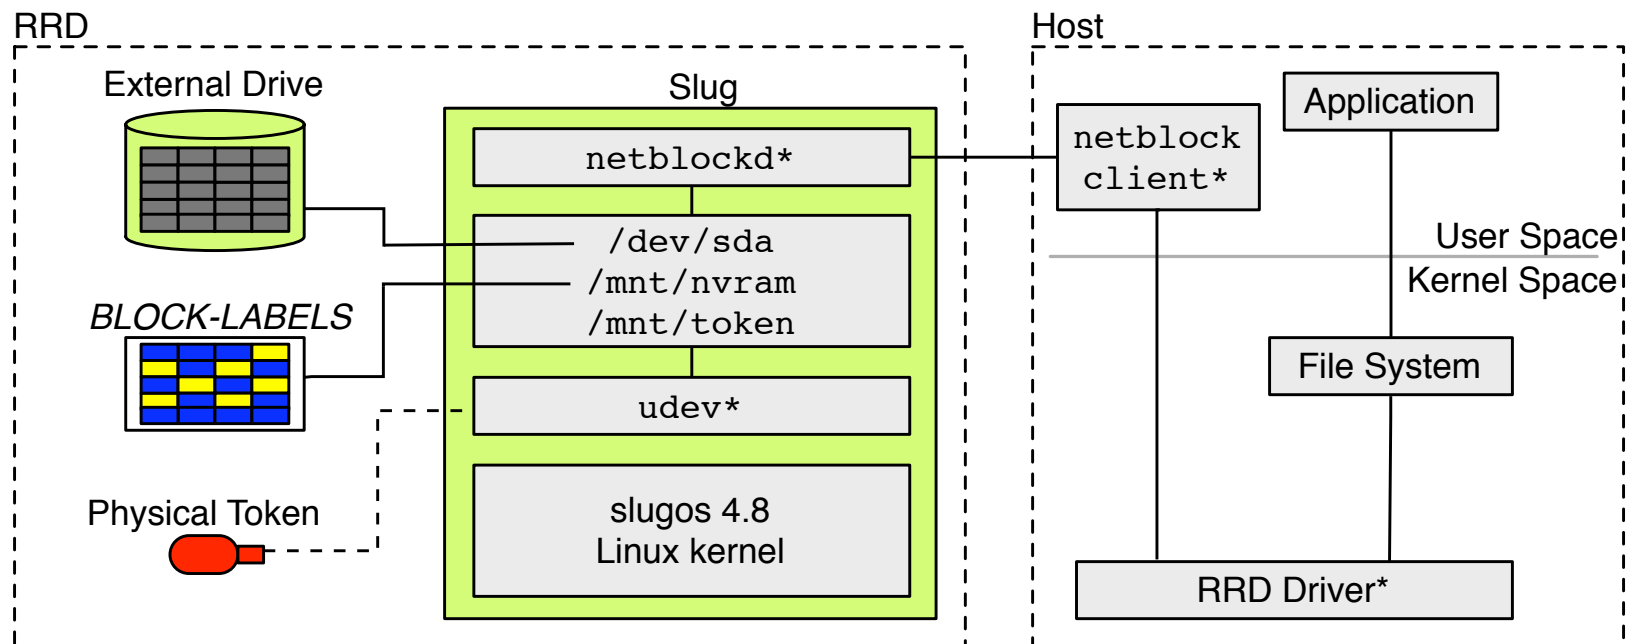 RRD
External Drive
BLOCK-LABELS
Physical Token
Slug
netblockd*
/dev/sda
/mnt/nvram
/mnt/token
udev*
slugos 4.8
Linux kernel
Host
netblock
client*
Application
User Space
Kernel Space
File System
RRD Driver*